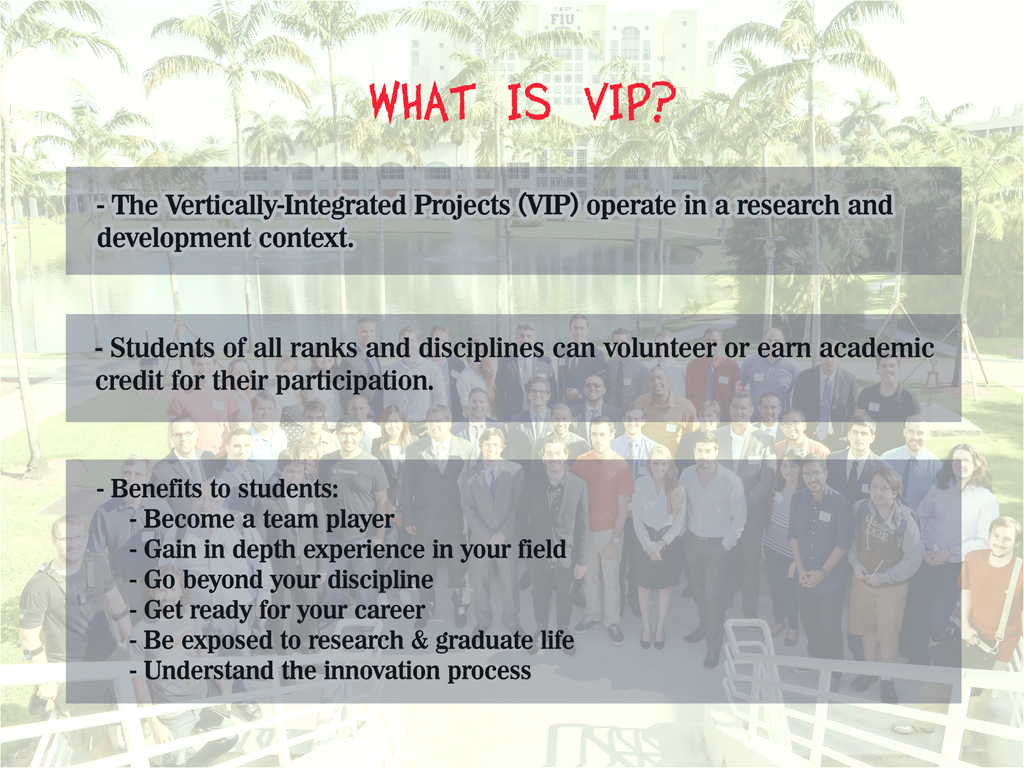 FIU
WHAT IS VIP?
- The Vertically-Integrated Projects (VIP) operate in a research and
development context.
- Students of all ranks and disciplines can volunteer or earn academic
credit for their participation.
- Benefits to students:
- Become a team player
- Gain in depth experience in your field
- Go beyond your discipline
- Get ready for your career
- Be exposed to research & graduate life
- Understand the innovation process